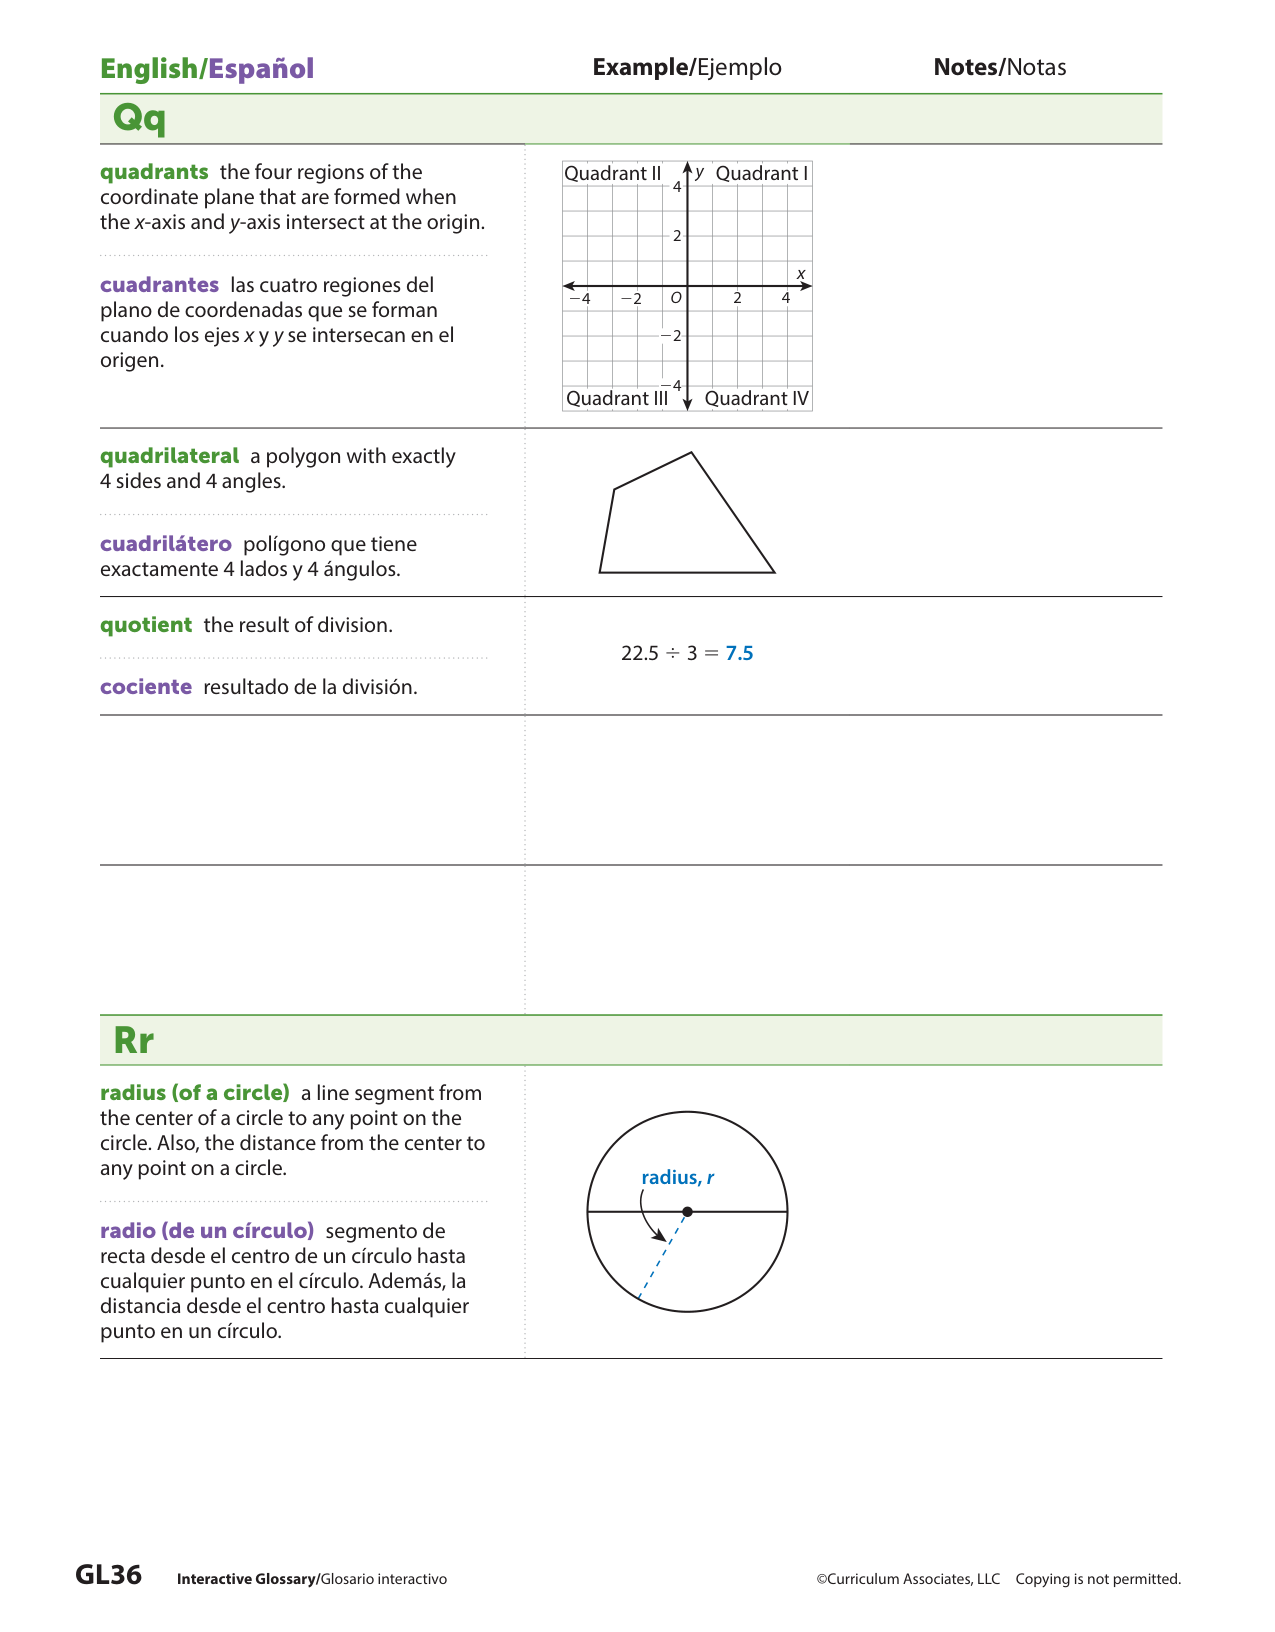 English/Español Example/Ejemplo Notes/Notas
Qq
quadrants the four regions of the
coordinate plane that are formed when
the x-axis and y-axis intersect at the origin.
cuadrantes las cuatro regiones del
plano de coordenadas que se forman
cuando los ejes x y y se intersecan en el
origen.
Quadrant II y Quadrant I
4
2
x
−4 −2 O 2 4
−2
−4
Quadrant III Quadrant IV
quadrilateral a polygon with exactly
4 sides and 4 angles.
cuadrilátero polígono que tiene
exactamente 4 lados y 4 ángulos.
quotient the result of division.
cociente resultado de la división.
22.5 ÷ 3 = 7.5
Rr
radius (of a circle) a line segment from
the center of a circle to any point on the
circle. Also, the distance from the center to
any point on a circle.
radio (de un círculo) segmento de
recta desde el centro de un círculo hasta
cualquier punto en el círculo. Además, la
distancia desde el centro hasta cualquier
punto en un círculo.
radius, r
GL36 Interactive Glossary/Glosario interactivo ©Curriculum Associates, LLC Copying is not permitted.